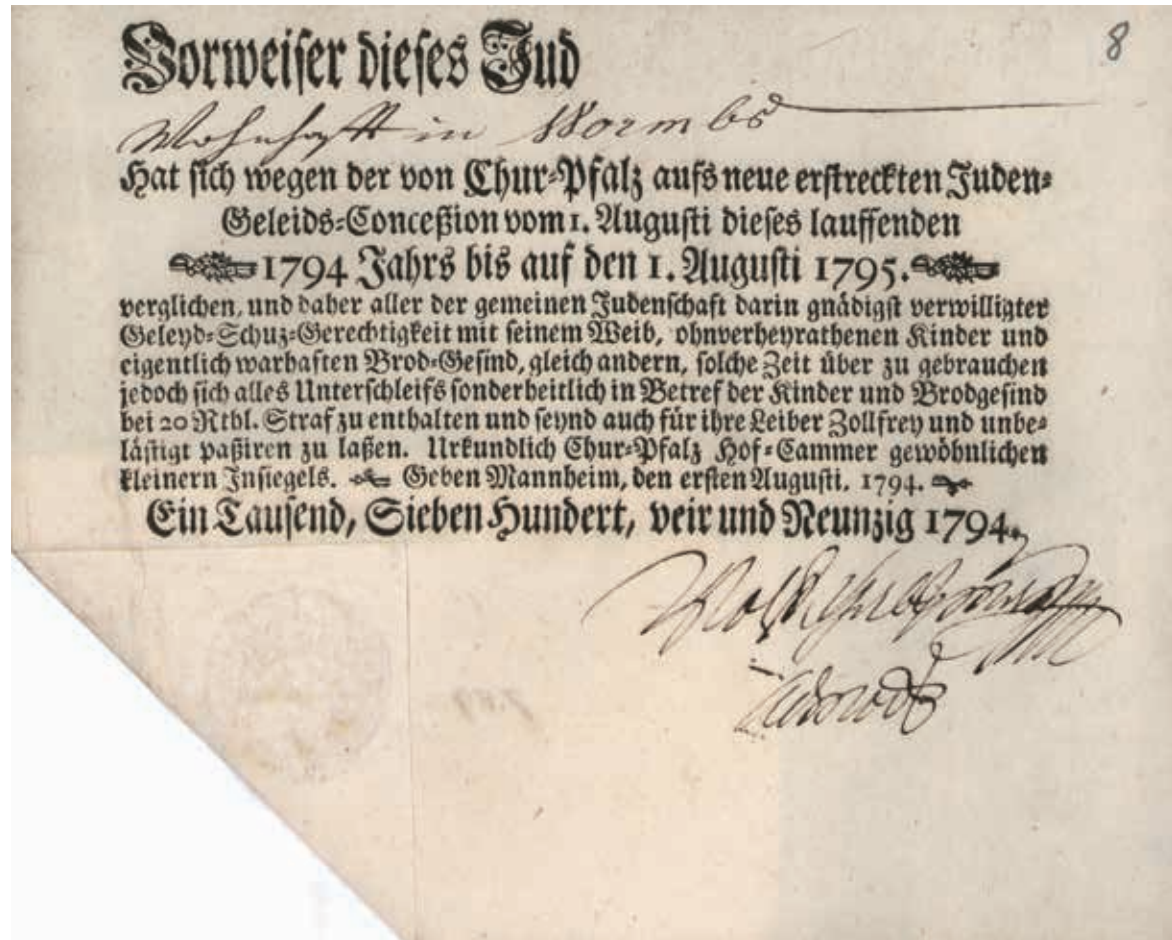 8
Vorweiser dieses Jud
Wohnhafft in Wormbs
Hat sich wegen der von Chur-Pfalz aufs neue erstreckten Juden-
Geleids-Conceßion vom 1. Augusti dieses lauffenden
1794 Jahrs bis auf den 1. Augusti 1795.
verglichen, und daher aller der gemeinen Judenschaft darin gnädigst verwilligter
Geleyd-Schuz-Gerechtigkeit mit seinem Weib, ohnverheyrathenen Kinder und
eigentlich warhaften Brod-Gesind, gleich andern, solche Zeit über zu gebrauchen
jedoch sich alles Unterschleifs sonderheitlich in Betref der Kinder und Brodgesind
bei 20 Rthl. Straf zu enthalten und seynd auch für ihre Leiber Zollfrey und unbe-
lästigt paßiren zu laßen. Urkundlich Chur-Pfalz Hof-Cammer gewöhnlichen
kleinern Insiegels. Geben Mannheim, den ersten Augusti. 1794.
Ein Tausend, Sieben Hundert, veir und Neunzig 1794.